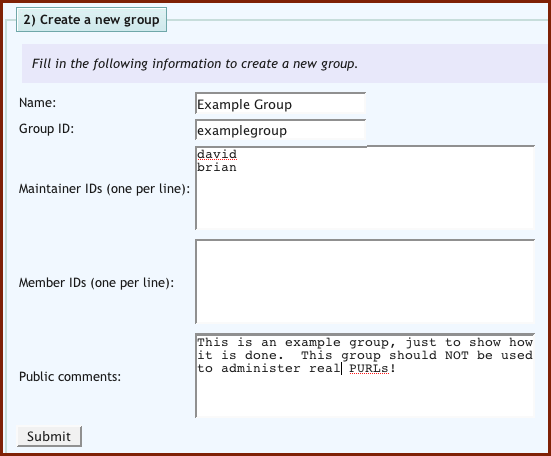 2) Create a new group
Fill in the following information to create a new group.
Name:
Example Group
Group ID:
examplegroup
Maintainer IDs (one per line):
david
brian
Member IDs (one per line):
Public comments:
This is an example group, just to show how
it is done.  This group should NOT be used
to administer real PURLs!
Submit